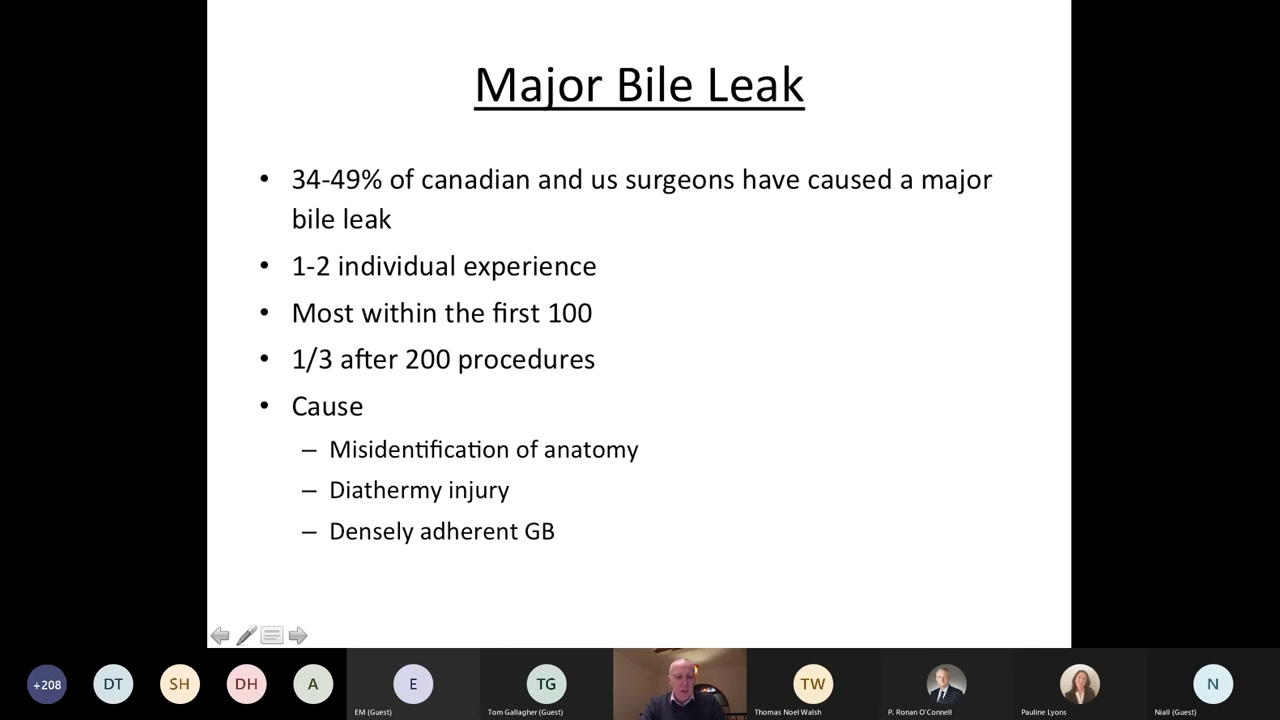 Major Bile Leak
• 34-49% of canadian and us surgeons have caused a major
bile leak
• 1-2 individual experience
• Most within the first 100
• 1/3 after 200 procedures
• Cause
– Misidentification of anatomy
– Diathermy injury
– Densely adherent GB
+208
DT
SH
DH
A
E
TG
TW
N
EM (Guest)
Tom Gallagher (Guest)
Thomas Noel Walsh
P. Ronan O'Connell
Pauline Lyons
Niall (Guest)